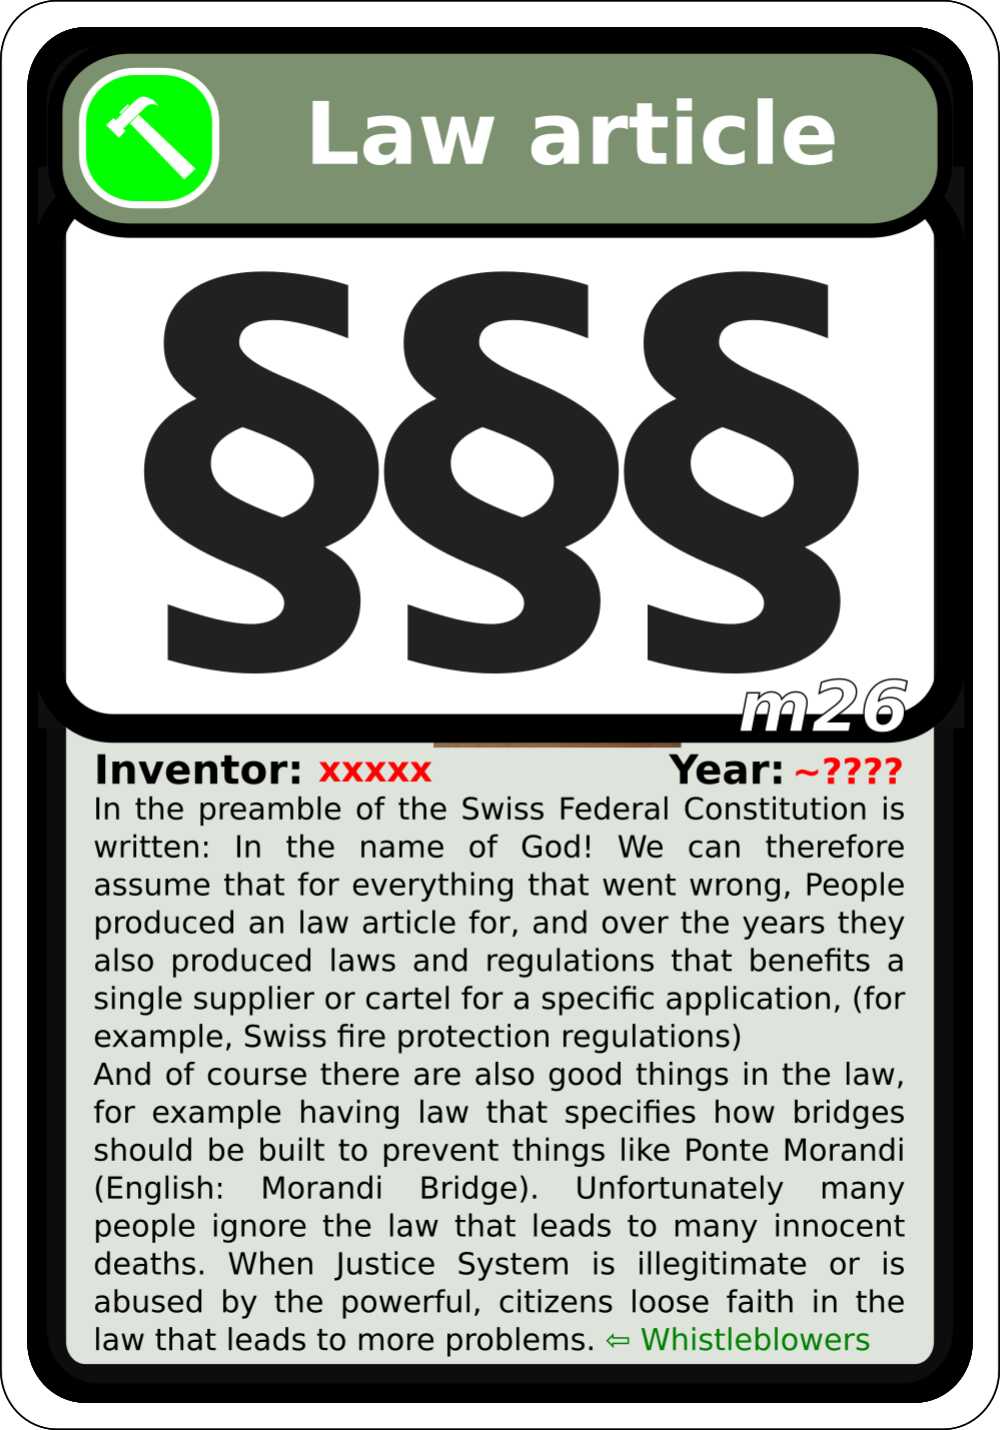 Law article
§§§
m26
Inventor: xxxxx Year: ~????
In the preamble of the Swiss Federal Constitution is
written: In the name of God! We can therefore
assume that for everything that went wrong, People
produced an law article for, and over the years they
also produced laws and regulations that benefits a
single supplier or cartel for a specific application, (for
example, Swiss fire protection regulations)
And of course there are also good things in the law,
for example having law that specifies how bridges
should be built to prevent things like Ponte Morandi
(English: Morandi Bridge). Unfortunately many
people ignore the law that leads to many innocent
deaths. When Justice System is illegitimate or is
abused by the powerful, citizens loose faith in the
law that leads to more problems. ⇦ Whistleblowers